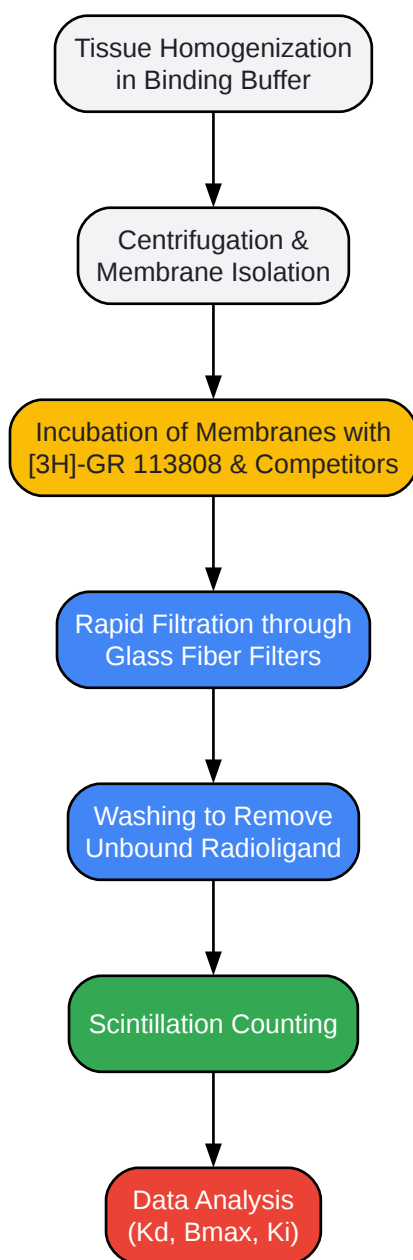 Tissue Homogenization
in Binding Buffer
Centrifugation &
Membrane Isolation
Incubation of Membranes with
[3H]-GR 113808 & Competitors
Rapid Filtration through
Glass Fiber Filters
Washing to Remove
Unbound Radioligand
Scintillation Counting
Data Analysis
(Kd, Bmax, Ki)